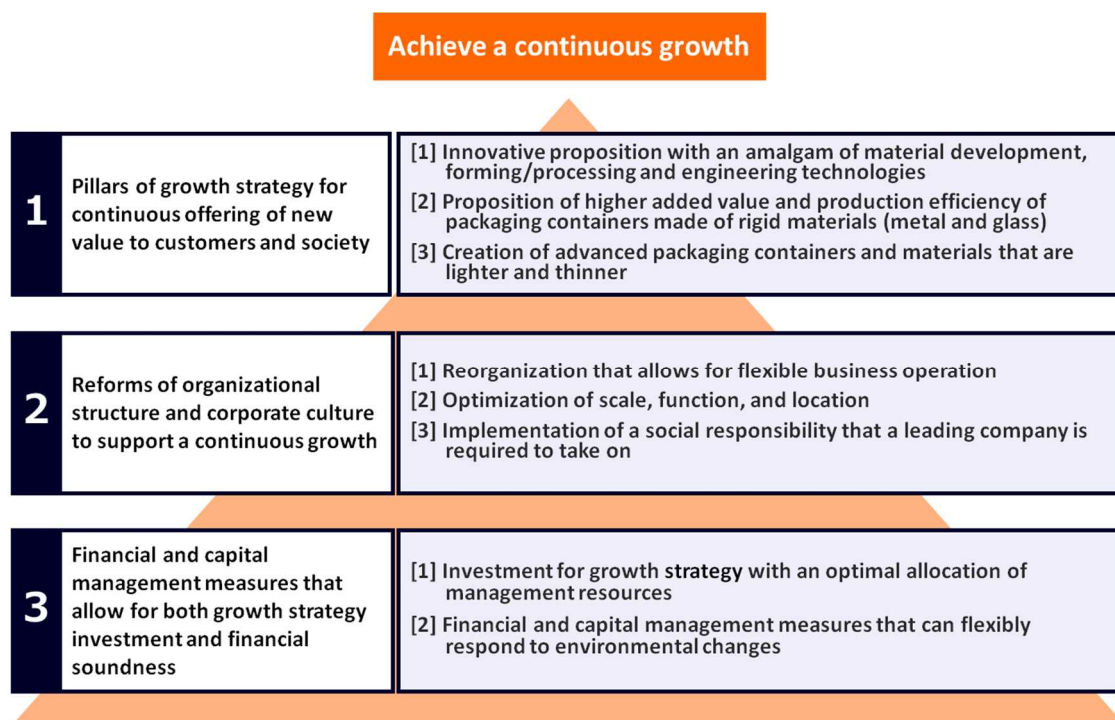 Achieve a continuous growth
1
Pillars of growth strategy for
continuous offering of new
value to customers and society
[1] Innovative proposition with an amalgam of material development,
forming/processing and engineering technologies
[2] Proposition of higher added value and production efficiency of
packaging containers made of rigid materials (metal and glass)
[3] Creation of advanced packaging containers and materials that are
lighter and thinner
2
Reforms of organizational
structure and corporate culture
to support a continuous growth
[1] Reorganization that allows for flexible business operation
[2] Optimization of scale, function, and location
[3] Implementation of a social responsibility that a leading company is
required to take on
3
Financial and capital
management measures that
allow for both growth strategy
investment and financial
soundness
[1] Investment for growth strategy with an optimal allocation of
management resources
[2] Financial and capital management measures that can flexibly
respond to environmental changes